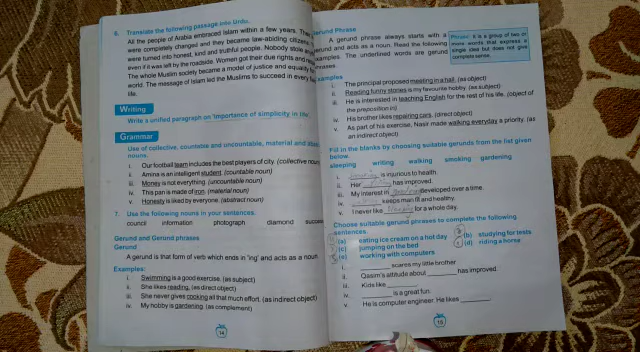 6. Translate the following passage into Urdu.
All the people of Arabia embraced Islam within a few years. They
were completely changed and they became law-abiding citizens
were turned into honest, kind and truthful people. Nobody stole
even if it was left by the roadside. Women got their due rights and
The whole Muslim society became a model of justice and equality for
world. The message of Islam led the Muslims to succeed in every
life.
Writing
Write a unified paragraph on 'importance of simplicity in life'.
Grammar
Use of collective, countable and uncountable, material and
nouns.
i. Our football team includes the best players of city. (collective noun)
ii. Amina is an intelligent student. (countable noun)
iii. Money is not everything. (uncountable noun)
iv. This pan is made of iron. (material noun)
v. Honesty is liked by everyone. (abstract noun)
7. Use the following nouns in your sentences.
council information photograph diamond success
Gerund and Gerund phrases
Gerund
A gerund is that form of verb which ends in 'ing' and acts as a noun.
Examples:
i. Swimming is a good exercise. (as subject)
ii. She likes reading. (as direct object)
iii. She never gives cooking all that much effort. (as indirect object)
iv. My hobby is gardening. (as complement)
14
Gerund Phrase
A gerund phrase always starts with a
gerund and acts as a noun. Read the following
examples. The underlined words are gerund
phrases.
Phrase: It is a group of two or
more words that express a
single idea but does not give
complete sense.
Examples
i. The principal proposed meeting in a hall. (as object)
ii. Reading funny stories is my favourite hobby. (as subject)
iii. He is interested in teaching English for the rest of his life. (object of
the preposition in)
iv. His brother likes repairing cars. (direct object)
v. As part of his exercise, Nasir made walking everyday a priority. (as
an indirect object)
Fill in the blanks by choosing suitable gerunds from the list given
below.
sleeping writing walking smoking gardening
i. is injurious to health.
ii. Her has improved.
iii. My interest in developed over a time.
iv. keeps man fit and healthy.
v. I never like for a whole day.
Choose suitable gerund phrases to complete the following
sentences
(a) eating ice cream on a hot day (b) studying for tests
(c) jumping on the bed (d) riding a horse
(e) working with computers
i. scares my little brother.
ii. Qasim's attitude about has improved.
iii. Kids like
iv. is a great fun.
v. He is computer engineer. He likes
15